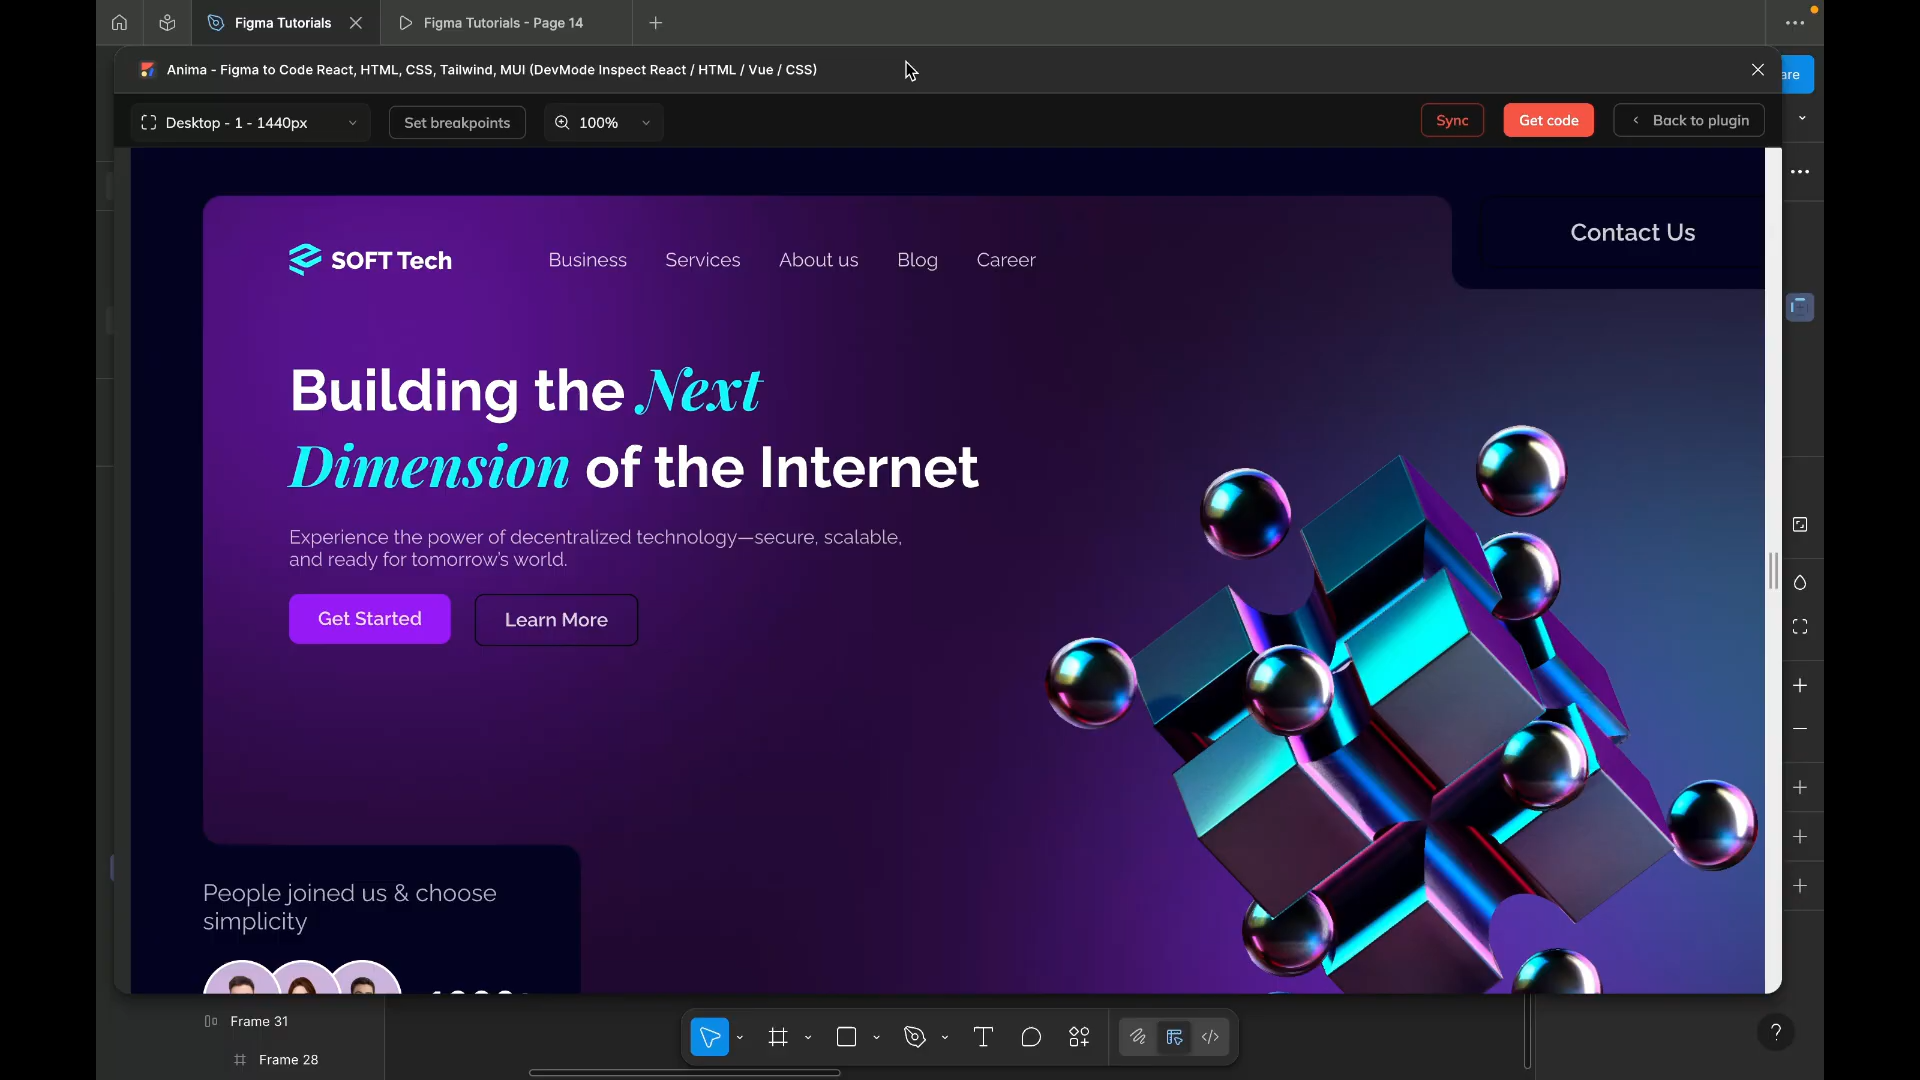 Figma Tutorials
Figma Tutorials - Page 14
Anima - Figma to Code React, HTML, CSS, Tailwind, MUI (DevMode Inspect React / HTML / Vue / CSS)
are
Desktop - 1 - 1440px
Set breakpoints
100%
Sync
Get code
Back to plugin
SOFT Tech
Business
Services
About us
Blog
Career
Contact Us
Building the Next
Dimension of the Internet
Experience the power of decentralized technology—secure, scalable,
and ready for tomorrow's world.
Get Started
Learn More
People joined us & choose
simplicity
Frame 31
Frame 28
?